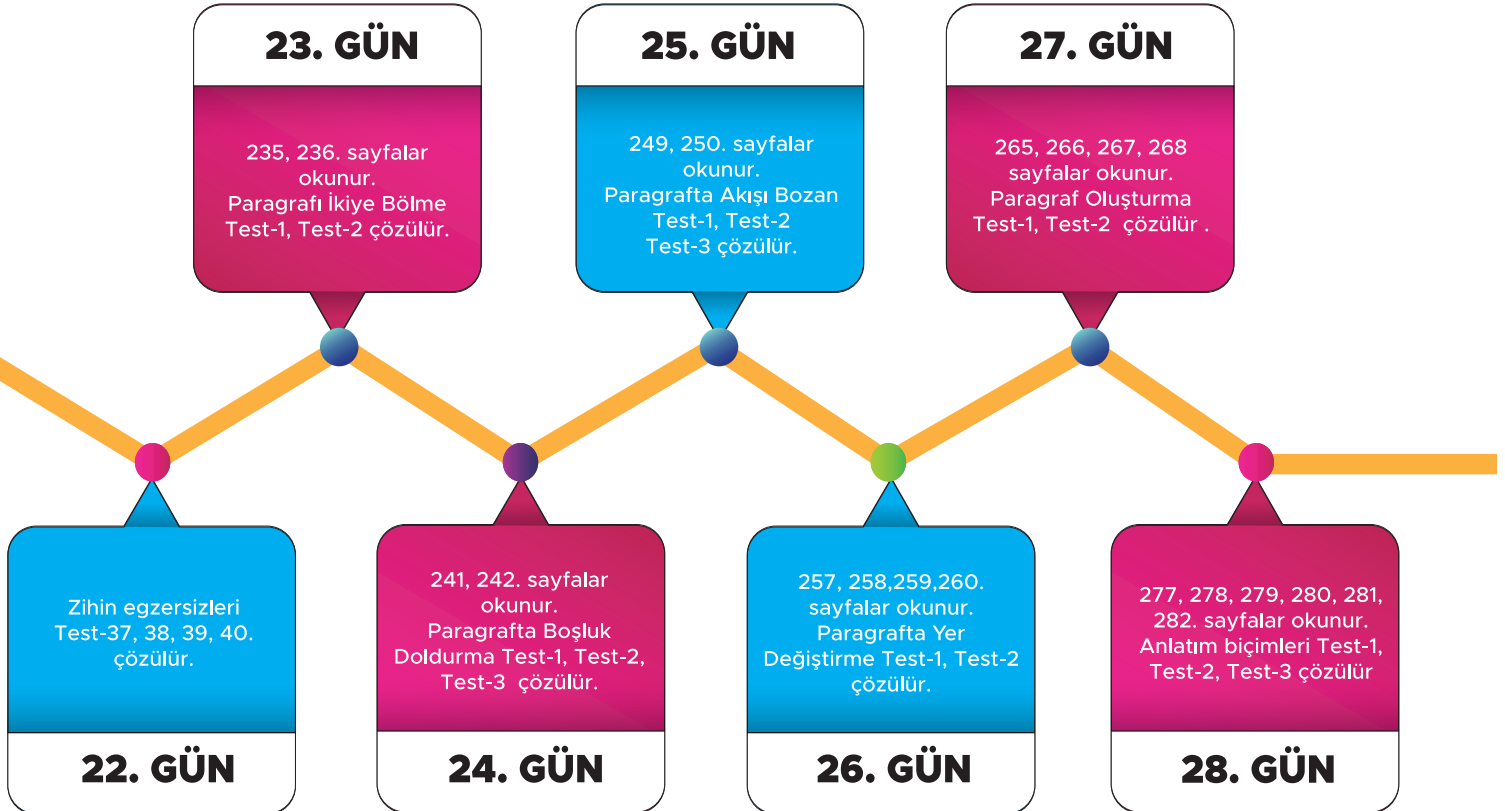 23. GÜN
235, 236. sayfalar
okunur.
Paragrafı İkiye Bölme
Test-1, Test-2 çözülür.
25. GÜN
249, 250. sayfalar
okunur.
Paragrafta Akışı Bozan
Test-1, Test-2
Test-3 çözülür.
27. GÜN
265, 266, 267, 268
sayfalar okunur.
Paragraf Oluşturma
Test-1, Test-2 çözülür .
Zihin egzersizleri
Test-37, 38, 39, 40.
çözülür.
22. GÜN
241, 242. sayfalar
okunur.
Paragrafta Boşluk
Doldurma Test-1, Test-2,
Test-3 çözülür.
24. GÜN
257, 258,259,260.
sayfalar okunur.
Paragrafta Yer
Değiştirme Test-1, Test-2
çözülür.
26. GÜN
277, 278, 279, 280, 281,
282. sayfalar okunur.
Anlatım biçimleri Test-1,
Test-2, Test-3 çözülür
28. GÜN